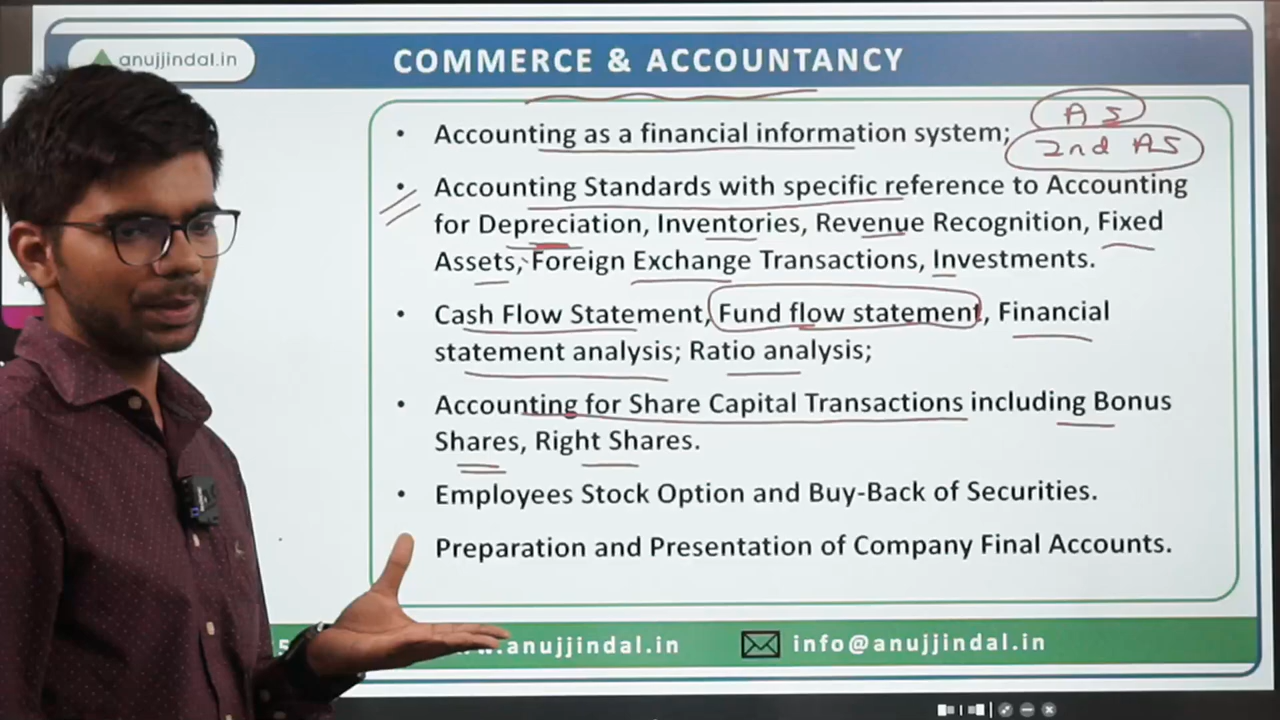 anujjindal.in
COMMERCE & ACCOUNTANCY
AS
• Accounting as a financial information system;
2nd AS
• Accounting Standards with specific reference to Accounting
for Depreciation, Inventories, Revenue Recognition, Fixed
Assets, Foreign Exchange Transactions, Investments.
• Cash Flow Statement, Fund flow statement, Financial
statement analysis; Ratio analysis;
• Accounting for Share Capital Transactions including Bonus
Shares, Right Shares.
• Employees Stock Option and Buy-Back of Securities.
Preparation and Presentation of Company Final Accounts.
.anujjindal.in
info@anujjindal.in